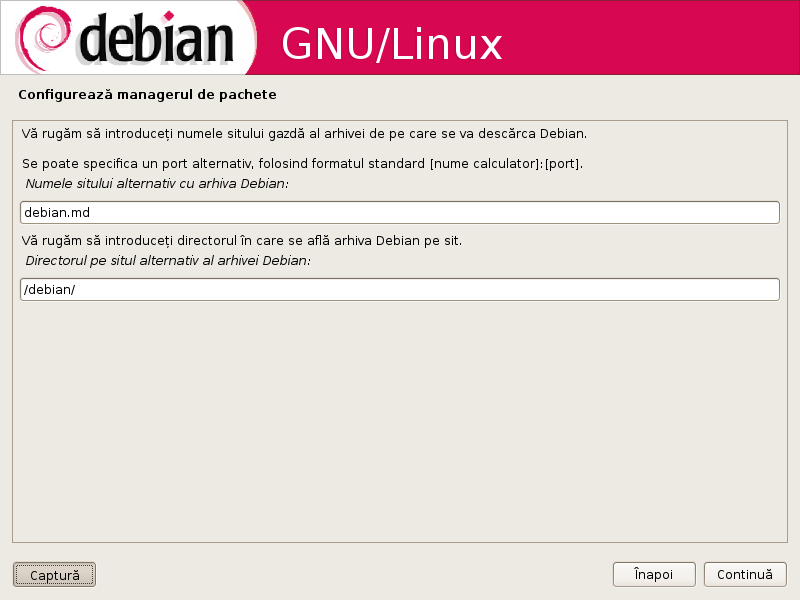 debian GNU/Linux
Configurează managerul de pachete
Vă rugăm să introduceți numele sitului gazdă al arhivei de pe care se va descărca Debian.
Se poate specifica un port alternativ, folosind formatul standard [nume calculator]:[port].
Numele sitului alternativ cu arhiva Debian:
debian.md
Vă rugăm să introduceți directorul în care se află arhiva Debian pe sit.
Directorul pe situl alternativ al arhivei Debian:
/debian/
Captură Înapoi Continuă